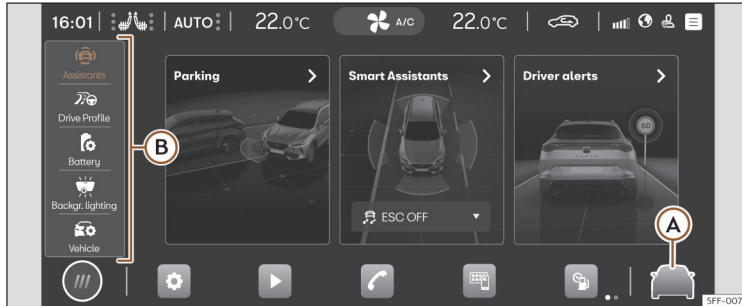 16:01 AUTO 22.0°C A/C 22.0°C
Assistants
Drive Profile
Battery
Backgr. lighting
Vehicle
B
Parking
Smart Assistants
ESC OFF
Driver alerts
60
A
5FF-007